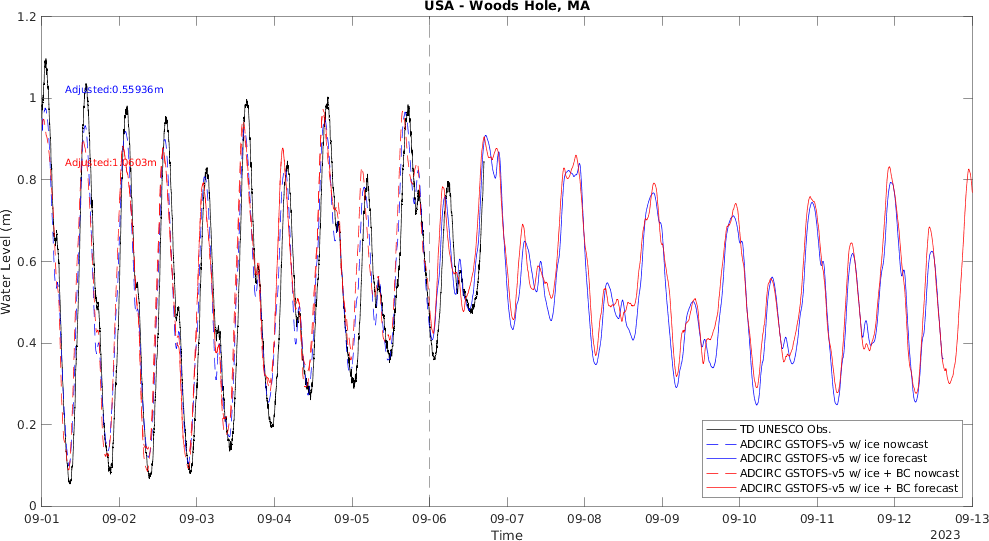 USA - Woods Hole, MA
1.2
1
0.8
0.6
0.4
0.2
0
Water Level (m)
Adjusted:0.55936m
Adjusted:1.0603m
TD UNESCO Obs.
ADCIRC GSTOFS-v5 w/ ice nowcast
ADCIRC GSTOFS-v5 w/ ice forecast
ADCIRC GSTOFS-v5 w/ ice + BC nowcast
ADCIRC GSTOFS-v5 w/ ice + BC forecast
09-01 09-02 09-03 09-04 09-05 09-06 09-07 09-08 09-09 09-10 09-11 09-12 09-13
Time
2023